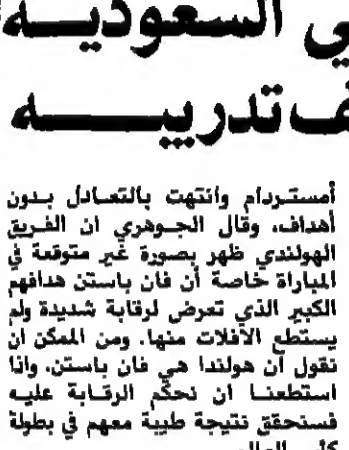 ي السعوديـــه
ف تدريبـــــه
أمستردام وانتهت بالتعادل بدون
أهداف، وقال الجوهري ان الفريق
الهولندي ظهر بصورة غير متوقعة في
المباراة خاصة أن فان باستن هدافهم
الكبير الذي تعرض لرقابة شديدة ولم
يستطع الافلات منها. ومن الممكن ان
نقول أن هولندا هي فان باستن، واذا
استطعنا ان نحكم الرقابة عليه
فسنحقق نتيجة طيبة معهم في بطولة